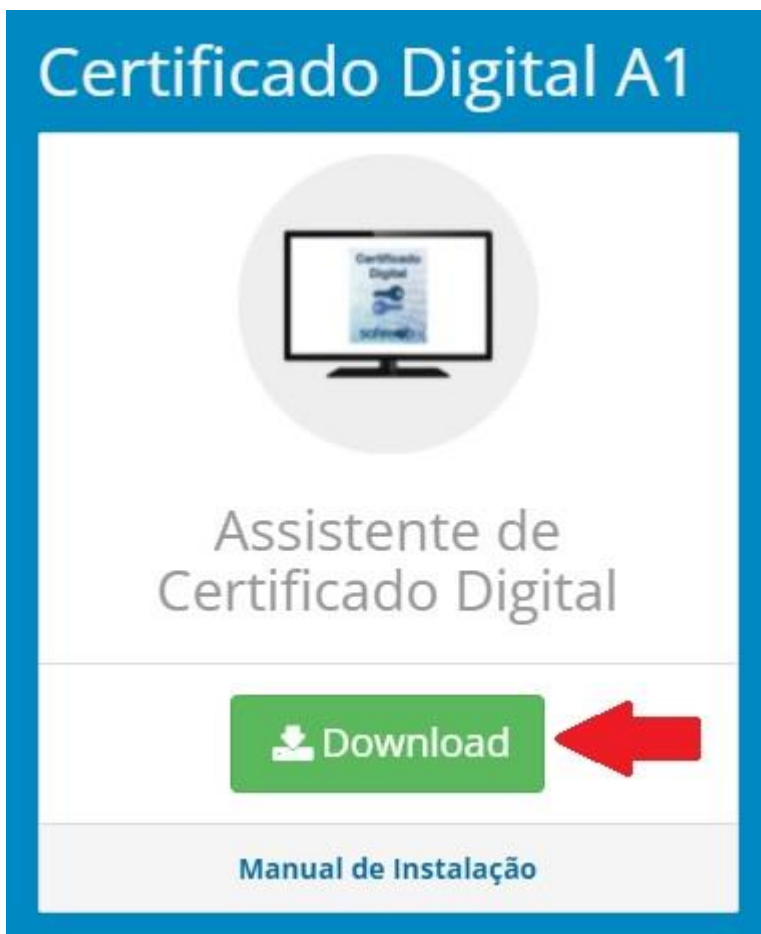 Certificado Digital A1
Certificado
Digital
Assistente de
Certificado Digital
Download
Manual de Instalação